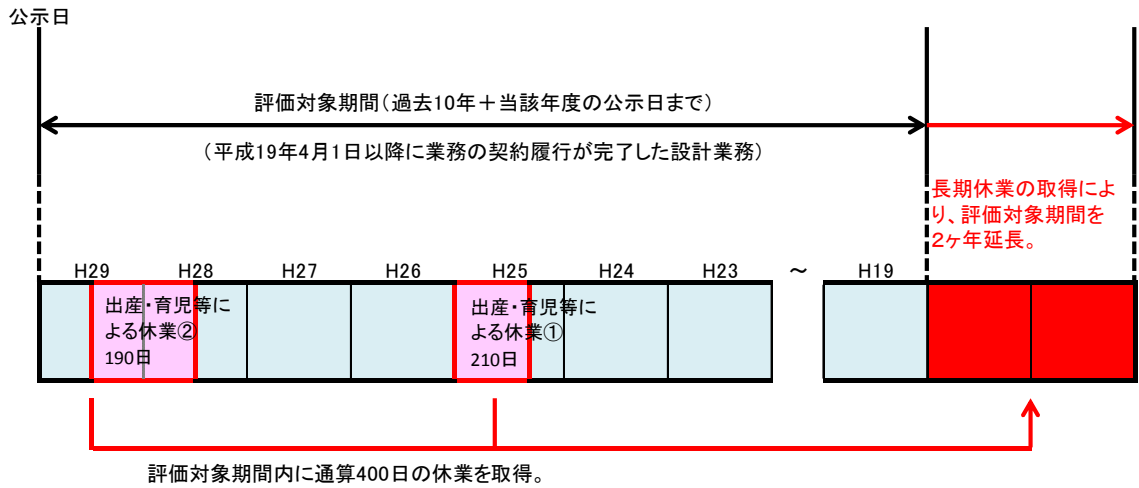 公示日
評価対象期間(過去10年+当該年度の公示日まで)
(平成19年4月1日以降に業務の契約履行が完了した設計業務)
長期休業の取得によ
り、評価対象期間を
2ヶ年延長。
H29 H28 H27 H26 H25 H24 H23 ~ H19
出産・育児等に
よる休業②
190日
出産・育児等に
よる休業①
210日
評価対象期間内に通算400日の休業を取得。